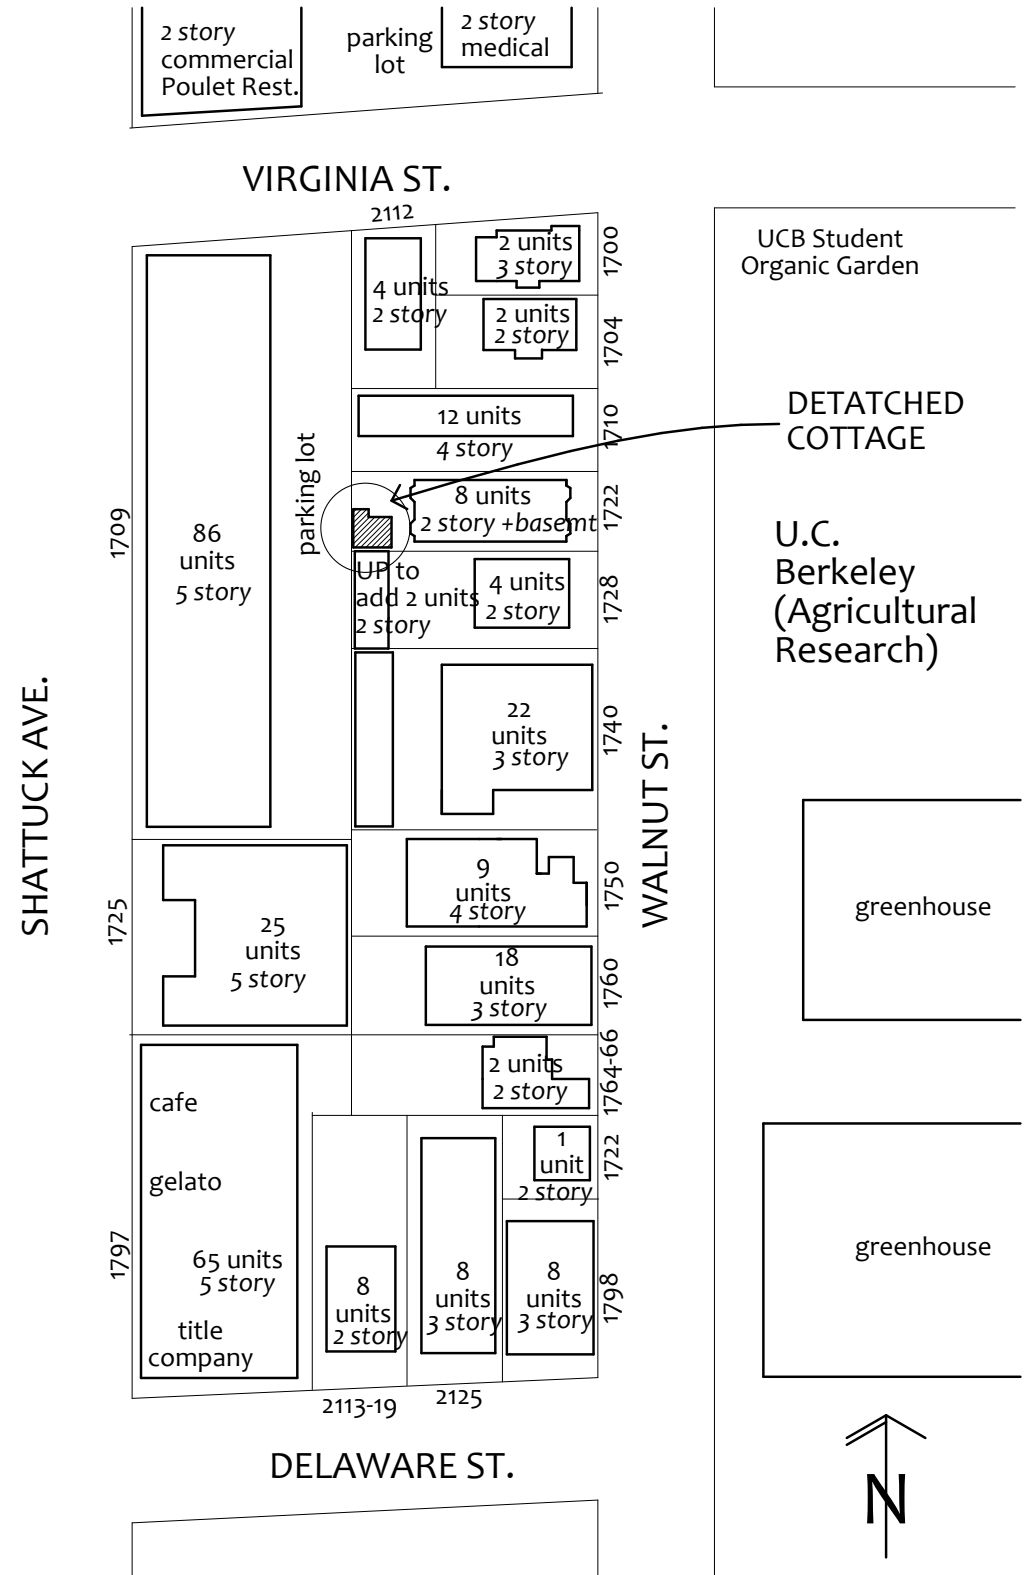 2 story
commercial
Poulet Rest.
parking
lot
2 story
medical
VIRGINIA ST.
2112
4 units
2 story
2 units
3 story
1700
UCB Student
Organic Garden
2 units
2 story
1704
12 units
4 story
1710
DETATCHED
COTTAGE
parking lot
8 units
2 story +basemt
1722
86
units
5 story
1709
U.C.
Berkeley
(Agricultural
Research)
UP to
add 2 units
2 story
4 units
2 story
1728
22
units
3 story
1740
SHATTUCK AVE.
WALNUT ST.
9
units
4 story
1750
greenhouse
25
units
5 story
1725
18
units
3 story
1760
2 units
2 story
1764-66
cafe
gelato
65 units
5 story
title
company
1797
1
unit
2 story
1722
greenhouse
8
units
2 story
8
units
3 story
8
units
3 story
1798
2113-19
2125
DELAWARE ST.
N